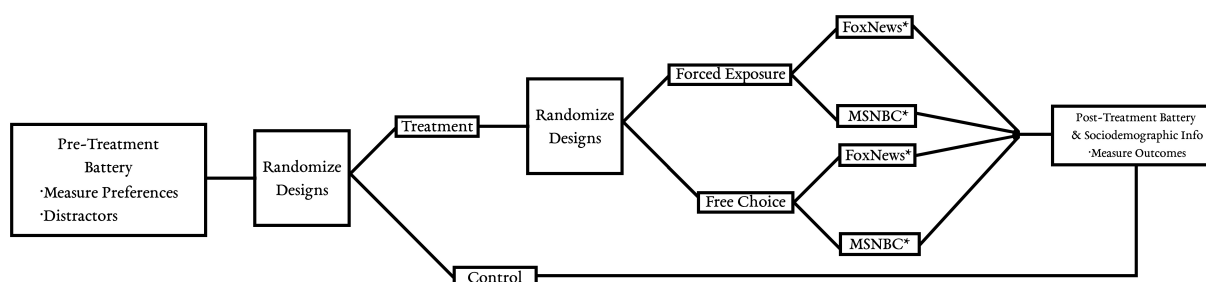 Pre-Treatment
Battery
·Measure Preferences
·Distractors
Randomize
Designs
Treatment
Control
Randomize
Designs
Forced Exposure
Free Choice
FoxNews*
MSNBC*
FoxNews*
MSNBC*
Post-Treatment Battery
& Sociodemographic Info
·Measure Outcomes